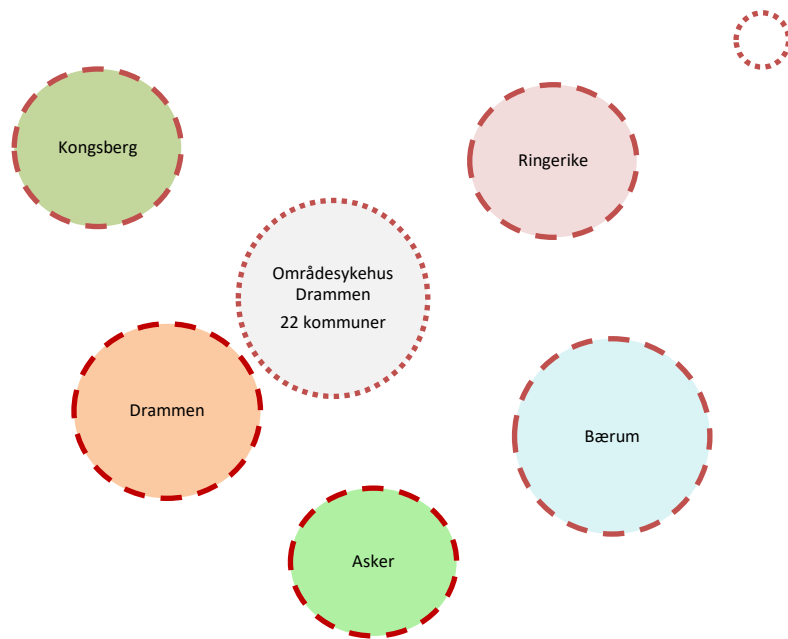 Kongsberg
Ringerike
Områdesykehus
Drammen
22 kommuner
Drammen
Bærum
Asker